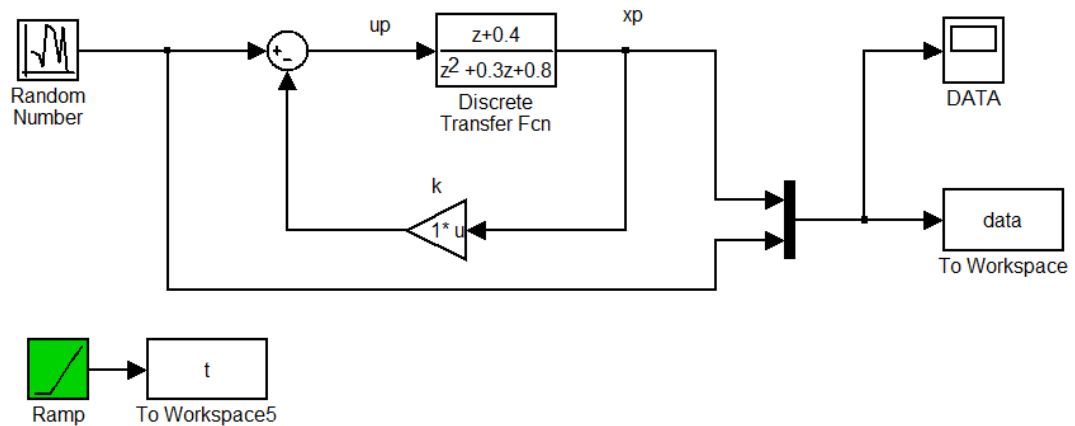 Random
Number
+
-
up
z+0.4
z2 +0.3z+0.8
Discrete
Transfer Fcn
xp
k
1* u
DATA
data
To Workspace
Ramp
t
To Workspace5